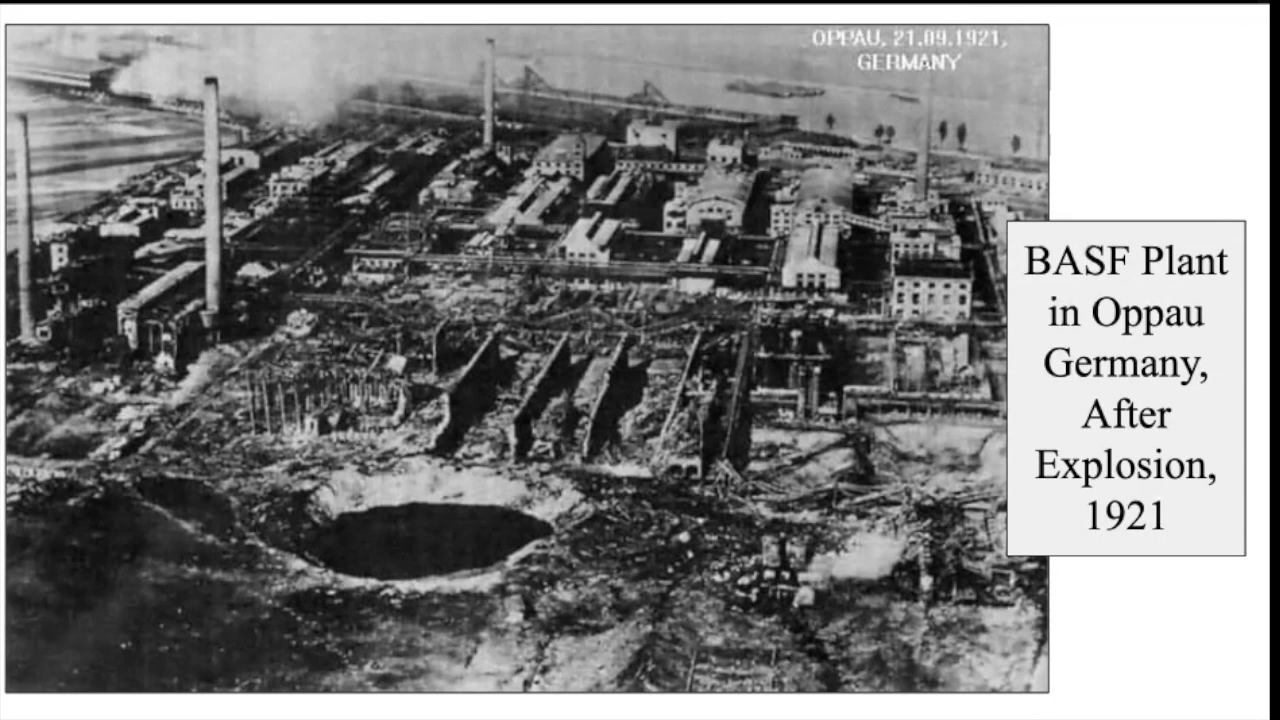 OPPAU, 21.09.1921,
GERMANY
BASF Plant
in Oppau
Germany,
After
Explosion,
1921